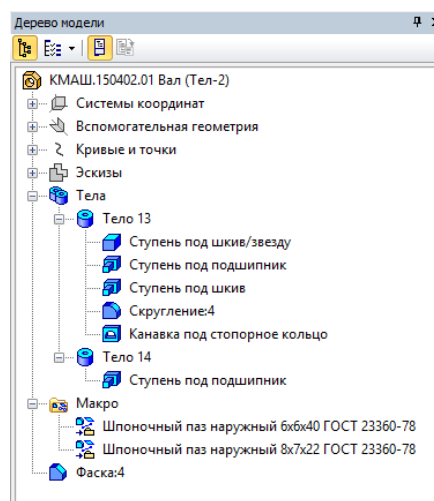 Дерево модели
КМАШ.150402.01 Вал (Тел-2)
Системы координат
Вспомогательная геометрия
Кривые и точки
Эскизы
Тела
Тело 13
Ступень под шкив/звезду
Ступень под подшипник
Ступень под шкив
Скругление:4
Канавка под стопорное кольцо
Тело 14
Ступень под подшипник
Макро
Шпоночный паз наружный 6x6x40 ГОСТ 23360-78
Шпоночный паз наружный 8x7x22 ГОСТ 23360-78
Фаска:4